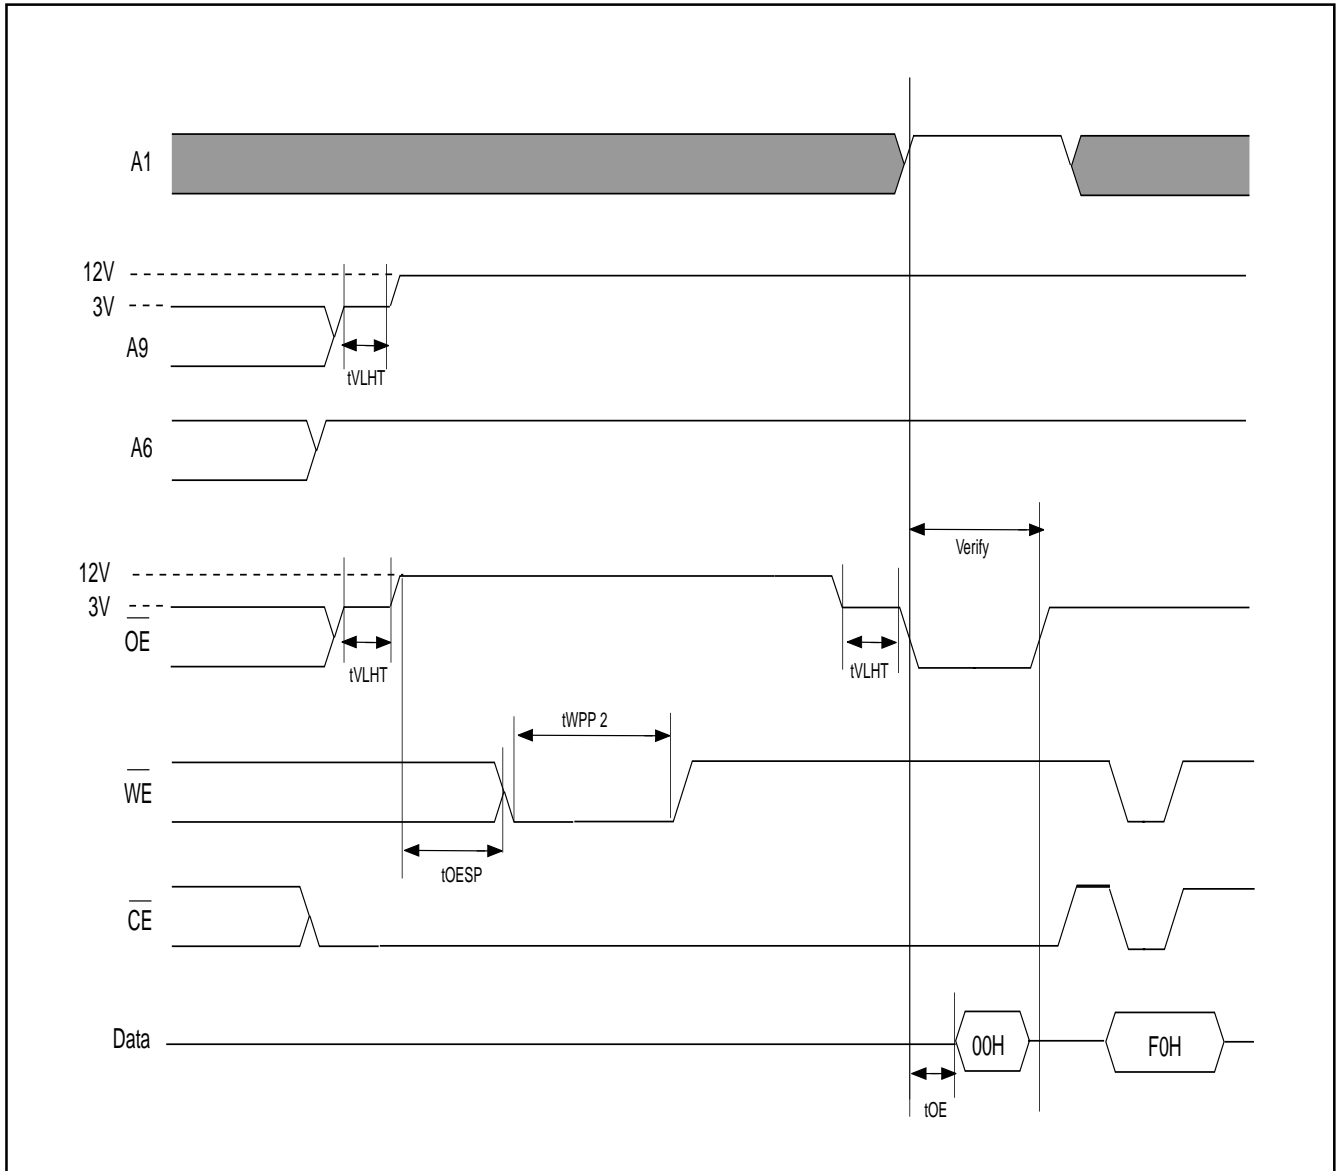 A1
12V
3V
A9
tVLHT
A6
Verify
12V
3V
OE
tVLHT
tVLHT
tWPP 2
WE
tOESP
CE
Data
00H
F0H
tOE